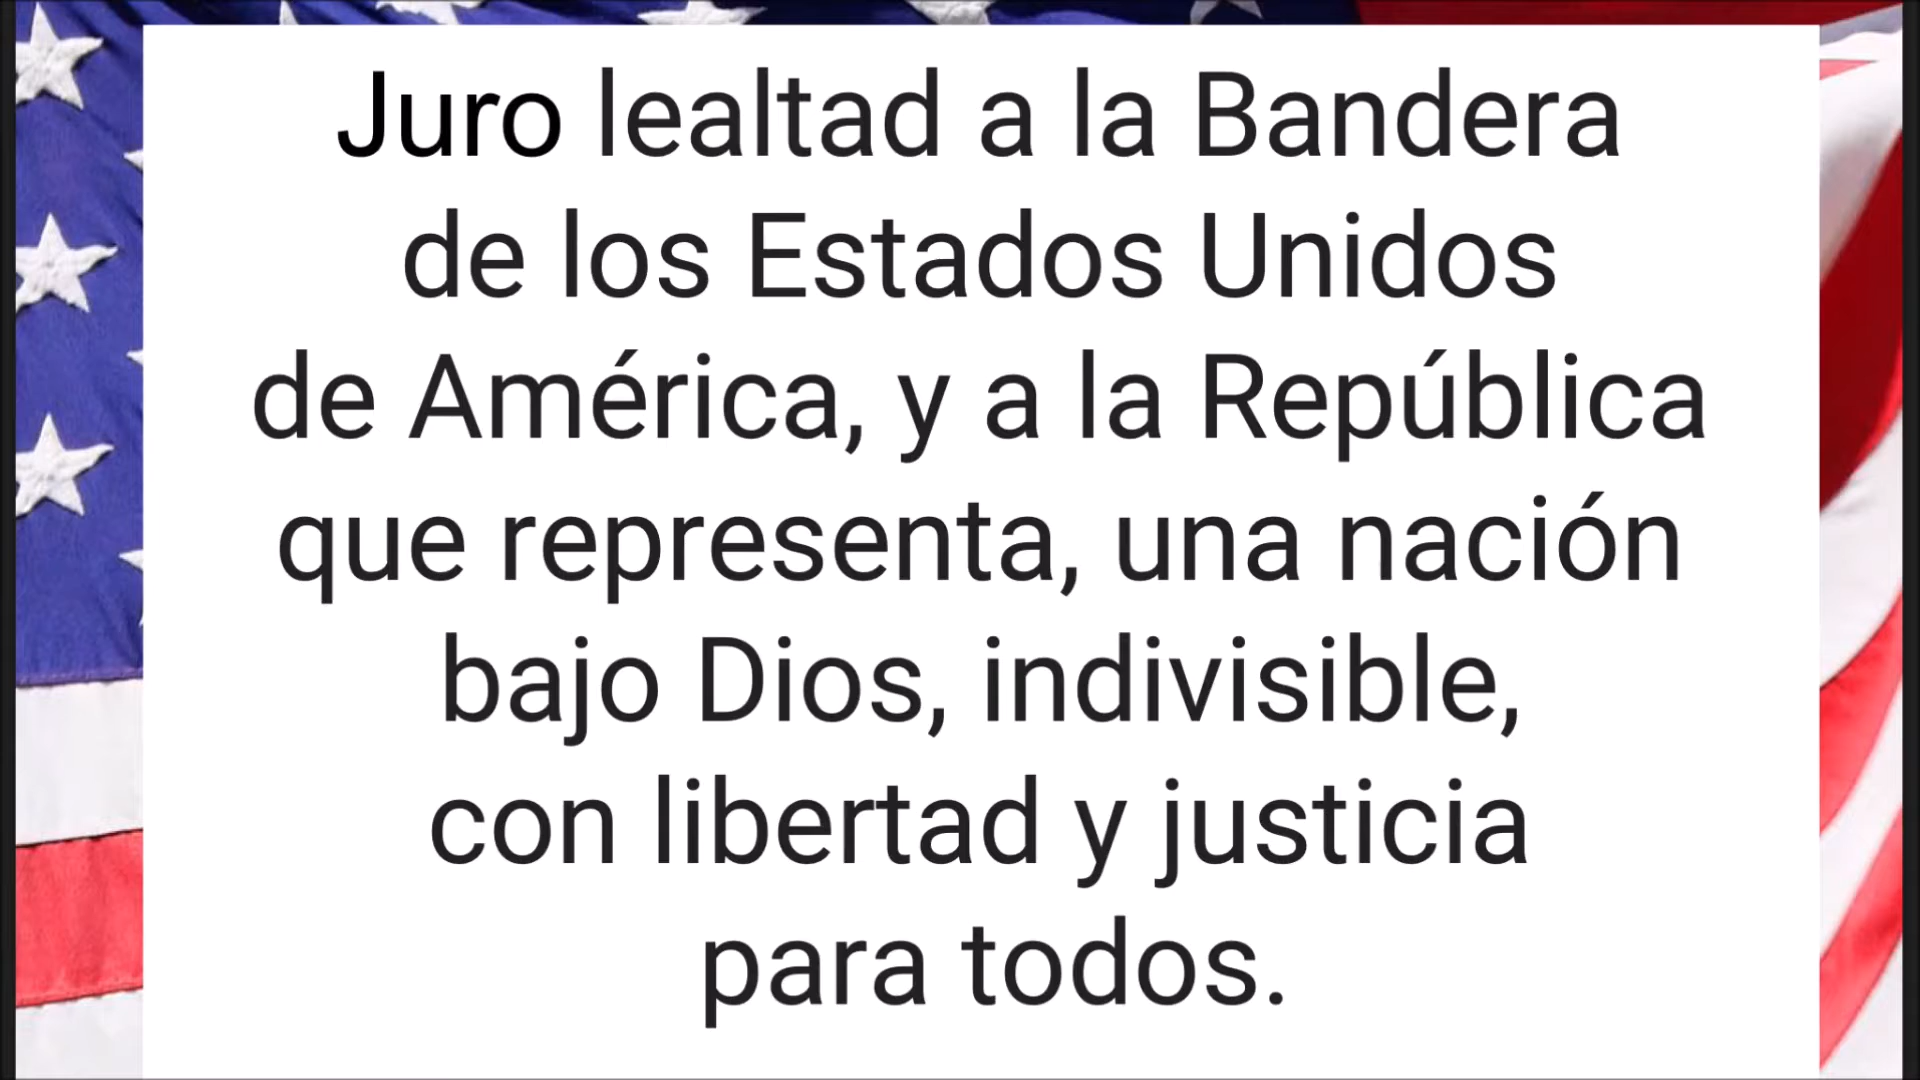 Juro lealtad a la Bandera
de los Estados Unidos
de América, y a la República
que representa, una nación
bajo Dios, indivisible,
con libertad y justicia
para todos.